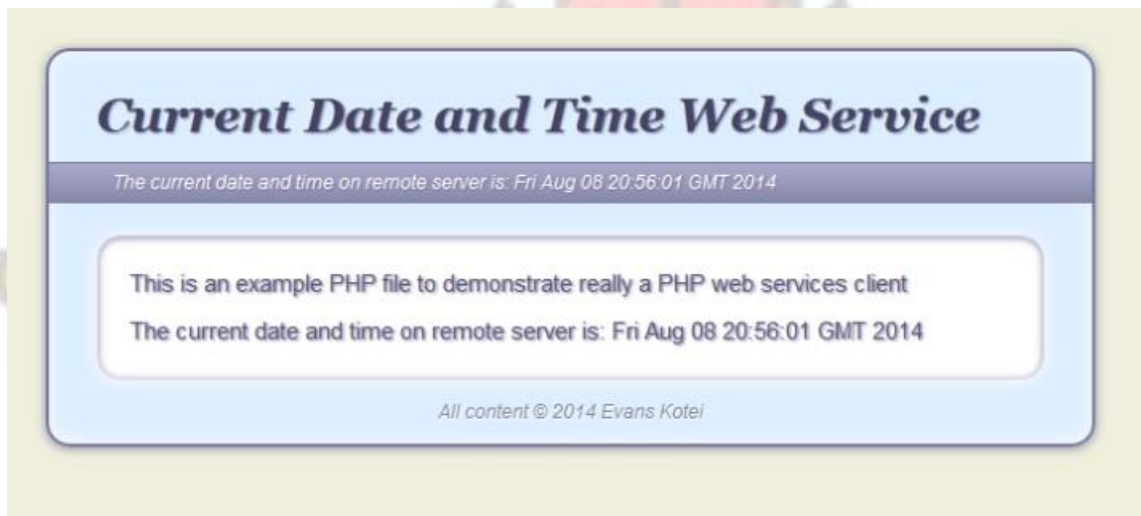 Current Date and Time Web Service
The current date and time on remote server is: Fri Aug 08 20:56:01 GMT 2014
This is an example PHP file to demonstrate really a PHP web services client
The current date and time on remote server is: Fri Aug 08 20:56:01 GMT 2014
All content © 2014 Evans Kotei